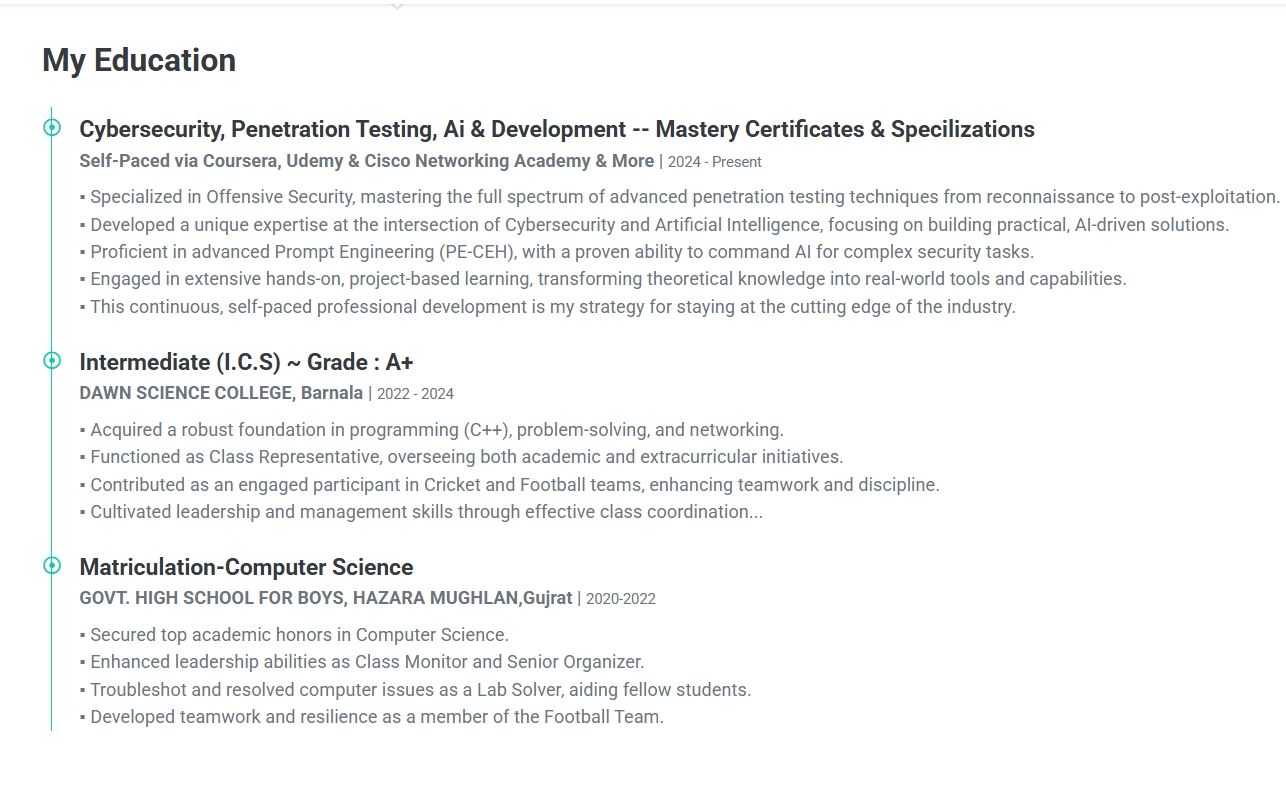 My Education
Cybersecurity, Penetration Testing, Ai & Development -- Mastery Certificates & Specilizations
Self-Paced via Coursera, Udemy & Cisco Networking Academy & More | 2024 - Present
▪ Specialized in Offensive Security, mastering the full spectrum of advanced penetration testing techniques from reconnaissance to post-exploitation.
▪ Developed a unique expertise at the intersection of Cybersecurity and Artificial Intelligence, focusing on building practical, AI-driven solutions.
▪ Proficient in advanced Prompt Engineering (PE-CEH), with a proven ability to command AI for complex security tasks.
▪ Engaged in extensive hands-on, project-based learning, transforming theoretical knowledge into real-world tools and capabilities.
▪ This continuous, self-paced professional development is my strategy for staying at the cutting edge of the industry.
Intermediate (I.C.S) ~ Grade : A+
DAWN SCIENCE COLLEGE, Barnala | 2022 - 2024
▪ Acquired a robust foundation in programming (C++), problem-solving, and networking.
▪ Functioned as Class Representative, overseeing both academic and extracurricular initiatives.
▪ Contributed as an engaged participant in Cricket and Football teams, enhancing teamwork and discipline.
▪ Cultivated leadership and management skills through effective class coordination...
Matriculation-Computer Science
GOVT. HIGH SCHOOL FOR BOYS, HAZARA MUGHLAN,Gujrat | 2020-2022
▪ Secured top academic honors in Computer Science.
▪ Enhanced leadership abilities as Class Monitor and Senior Organizer.
▪ Troubleshot and resolved computer issues as a Lab Solver, aiding fellow students.
▪ Developed teamwork and resilience as a member of the Football Team.